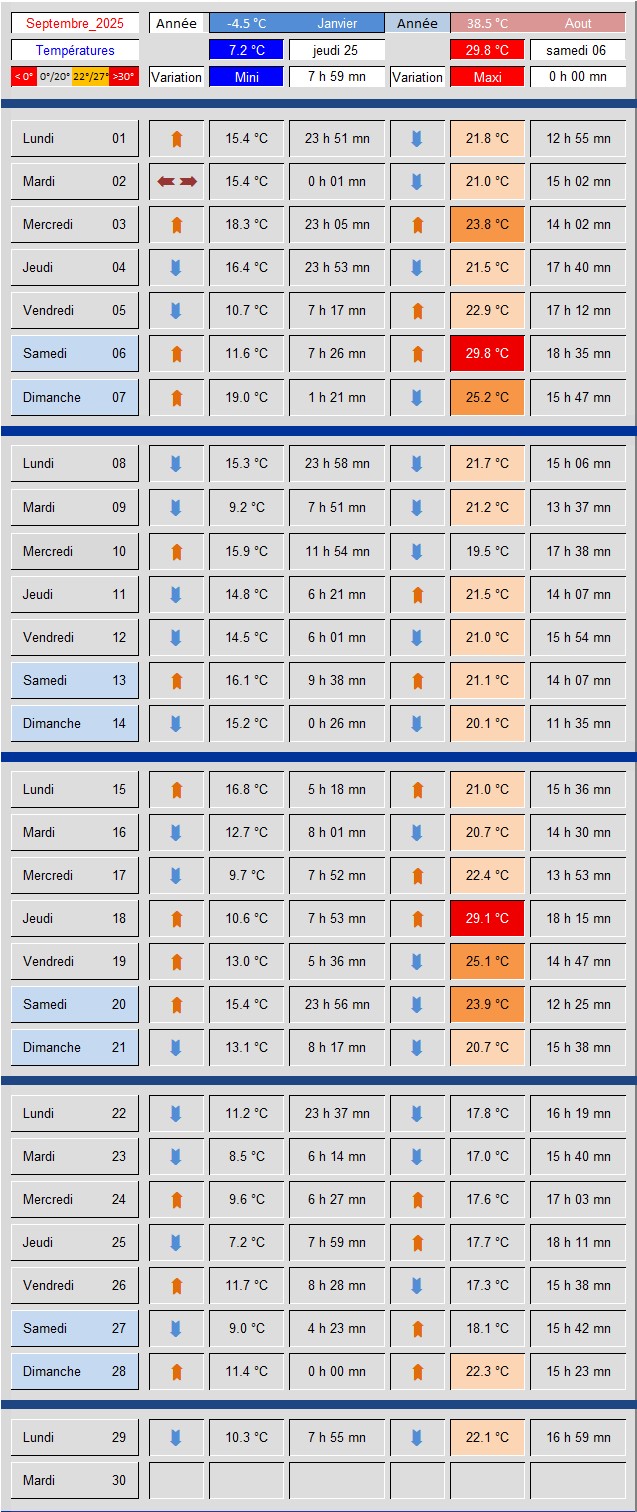 Septembre_2025 Année -4.5 °C Janvier Année 38.5 °C Aout
Températures 7.2 °C jeudi 25 29.8 °C samedi 06
< 0° 0°/20° 22°/27° >30° Variation Mini 7 h 59 mn Variation Maxi 0 h 00 mn
Lundi 01 15.4 °C 23 h 51 mn 21.8 °C 12 h 55 mn
Mardi 02 15.4 °C 0 h 01 mn 21.0 °C 15 h 02 mn
Mercredi 03 18.3 °C 23 h 05 mn 23.8 °C 14 h 02 mn
Jeudi 04 16.4 °C 23 h 53 mn 21.5 °C 17 h 40 mn
Vendredi 05 10.7 °C 7 h 17 mn 22.9 °C 17 h 12 mn
Samedi 06 11.6 °C 7 h 26 mn 29.8 °C 18 h 35 mn
Dimanche 07 19.0 °C 1 h 21 mn 25.2 °C 15 h 47 mn
Lundi 08 15.3 °C 23 h 58 mn 21.7 °C 15 h 06 mn
Mardi 09 9.2 °C 7 h 51 mn 21.2 °C 13 h 37 mn
Mercredi 10 15.9 °C 11 h 54 mn 19.5 °C 17 h 38 mn
Jeudi 11 14.8 °C 6 h 21 mn 21.5 °C 14 h 07 mn
Vendredi 12 14.5 °C 6 h 01 mn 21.0 °C 15 h 54 mn
Samedi 13 16.1 °C 9 h 38 mn 21.1 °C 14 h 07 mn
Dimanche 14 15.2 °C 0 h 26 mn 20.1 °C 11 h 35 mn
Lundi 15 16.8 °C 5 h 18 mn 21.0 °C 15 h 36 mn
Mardi 16 12.7 °C 8 h 01 mn 20.7 °C 14 h 30 mn
Mercredi 17 9.7 °C 7 h 52 mn 22.4 °C 13 h 53 mn
Jeudi 18 10.6 °C 7 h 53 mn 29.1 °C 18 h 15 mn
Vendredi 19 13.0 °C 5 h 36 mn 25.1 °C 14 h 47 mn
Samedi 20 15.4 °C 23 h 56 mn 23.9 °C 12 h 25 mn
Dimanche 21 13.1 °C 8 h 17 mn 20.7 °C 15 h 38 mn
Lundi 22 11.2 °C 23 h 37 mn 17.8 °C 16 h 19 mn
Mardi 23 8.5 °C 6 h 14 mn 17.0 °C 15 h 40 mn
Mercredi 24 9.6 °C 6 h 27 mn 17.6 °C 17 h 03 mn
Jeudi 25 7.2 °C 7 h 59 mn 17.7 °C 18 h 11 mn
Vendredi 26 11.7 °C 8 h 28 mn 17.3 °C 15 h 38 mn
Samedi 27 9.0 °C 4 h 23 mn 18.1 °C 15 h 42 mn
Dimanche 28 11.4 °C 0 h 00 mn 22.3 °C 15 h 23 mn
Lundi 29 10.3 °C 7 h 55 mn 22.1 °C 16 h 59 mn
Mardi 30